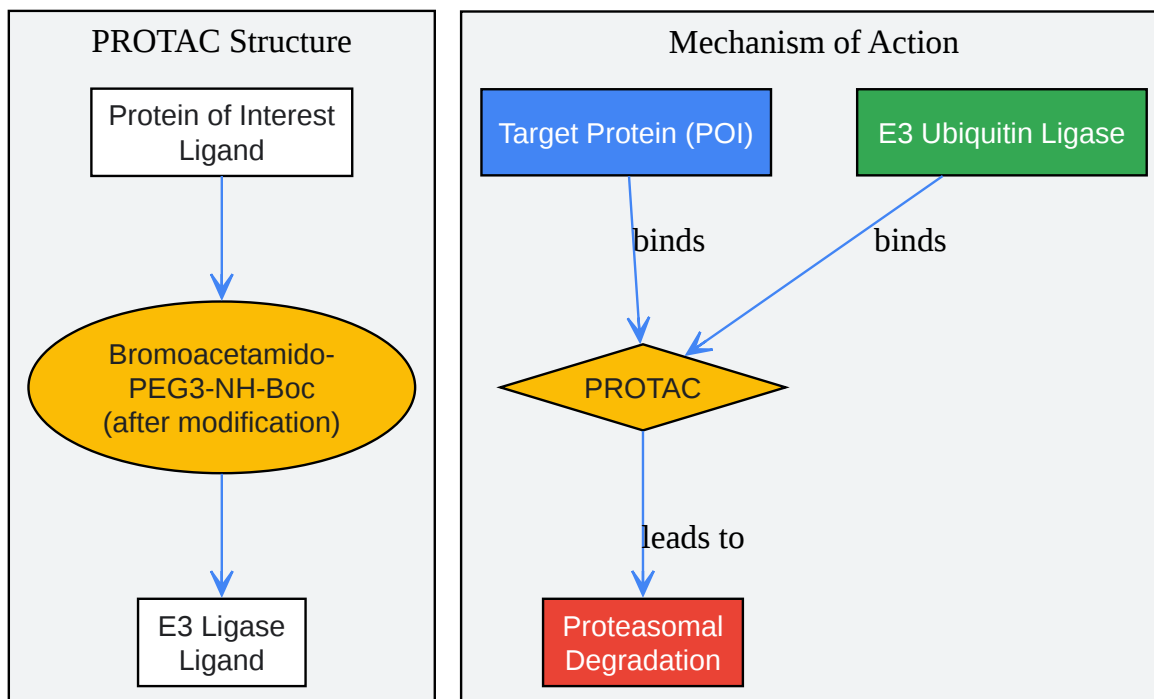 PROTAC Structure
Protein of Interest
Ligand
Bromoacetamido-
PEG3-NH-Boc
(after modification)
E3 Ligase
Ligand
Mechanism of Action
Target Protein (POI)
E3 Ubiquitin Ligase
binds
binds
PROTAC
leads to
Proteasomal
Degradation